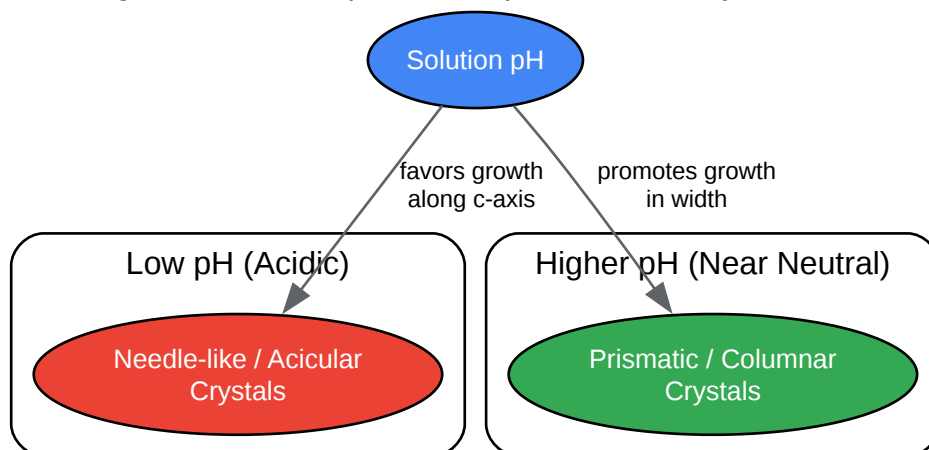 Solution pH
favors growth
along c-axis
promotes growth
in width
Low pH (Acidic)
Higher pH (Near Neutral)
Needle-like / Acicular
Crystals
Prismatic / Columnar
Crystals